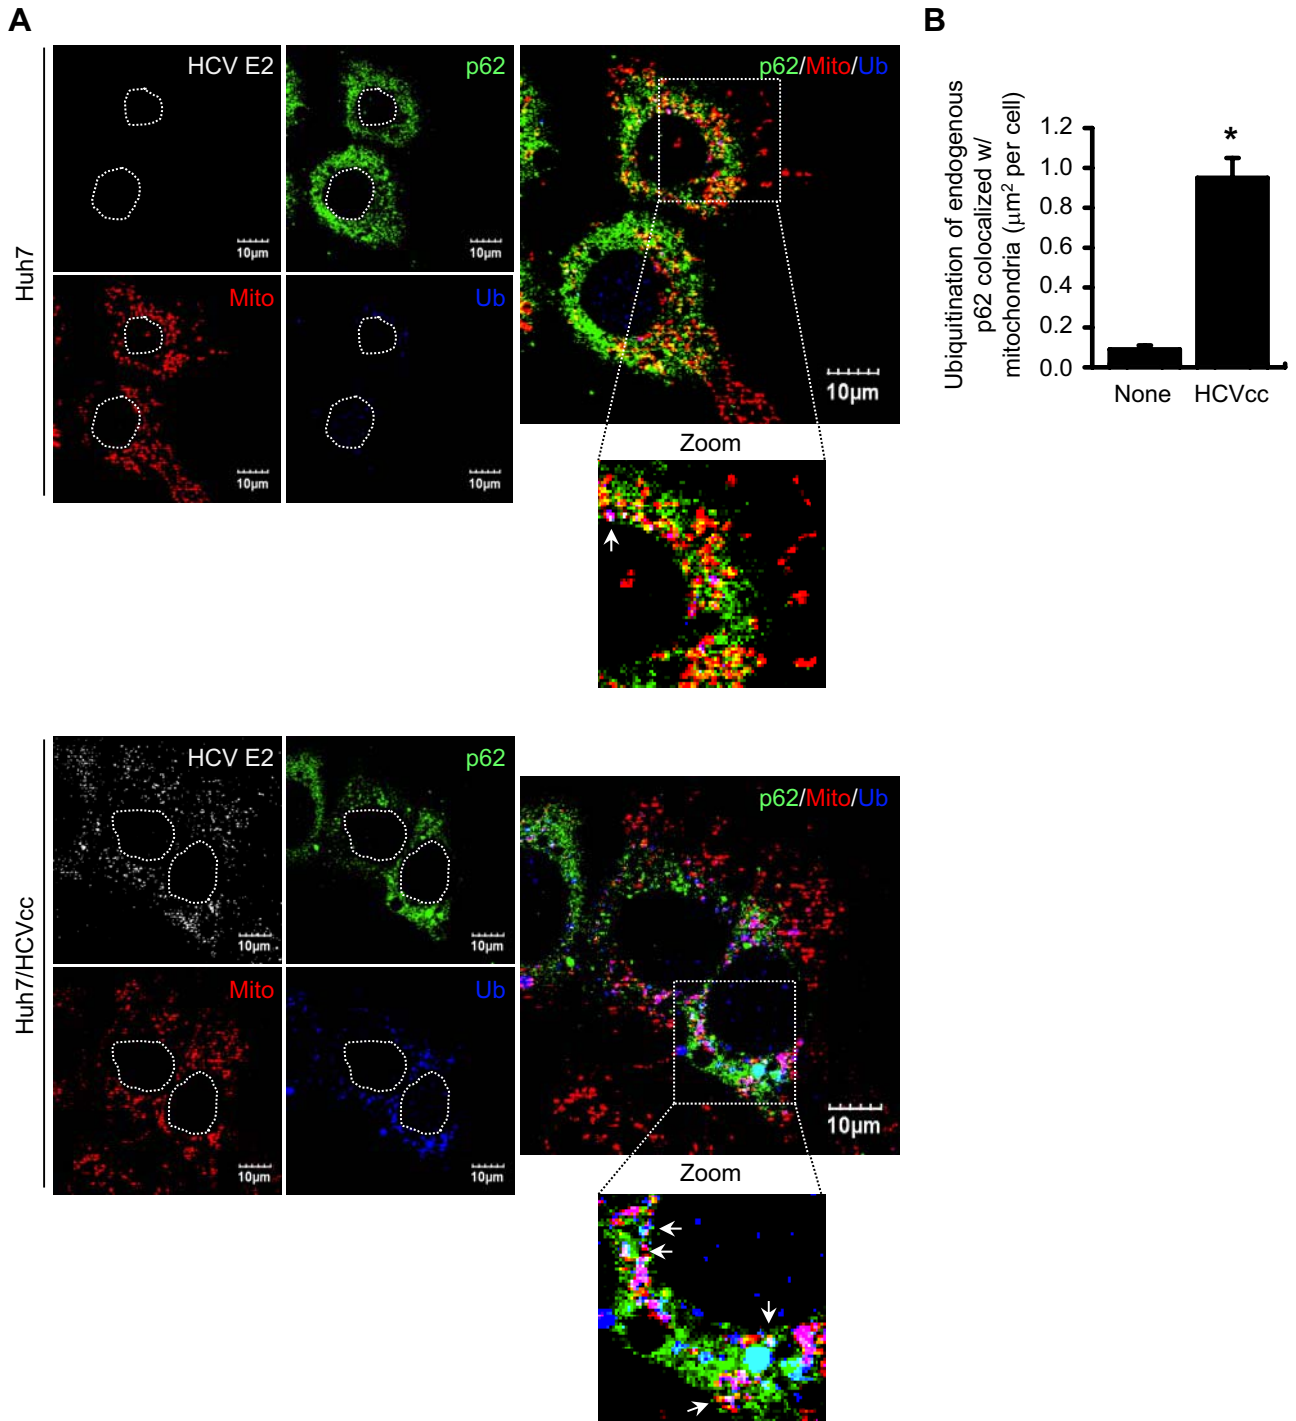 A
Huh7
HCV E2
10µm
p62
10µm
Mito
10µm
Ub
10µm
p62/Mito/Ub
10µm
Zoom
Huh7/HCVcc
HCV E2
10µm
p62
10µm
Mito
10µm
Ub
10µm
p62/Mito/Ub
10µm
Zoom
B
Ubiquitination of endogenous
p62 colocalized w/
mitochondria (µm² per cell)
1.2
1.0
0.8
0.6
0.4
0.2
0.0
*
None
HCVcc